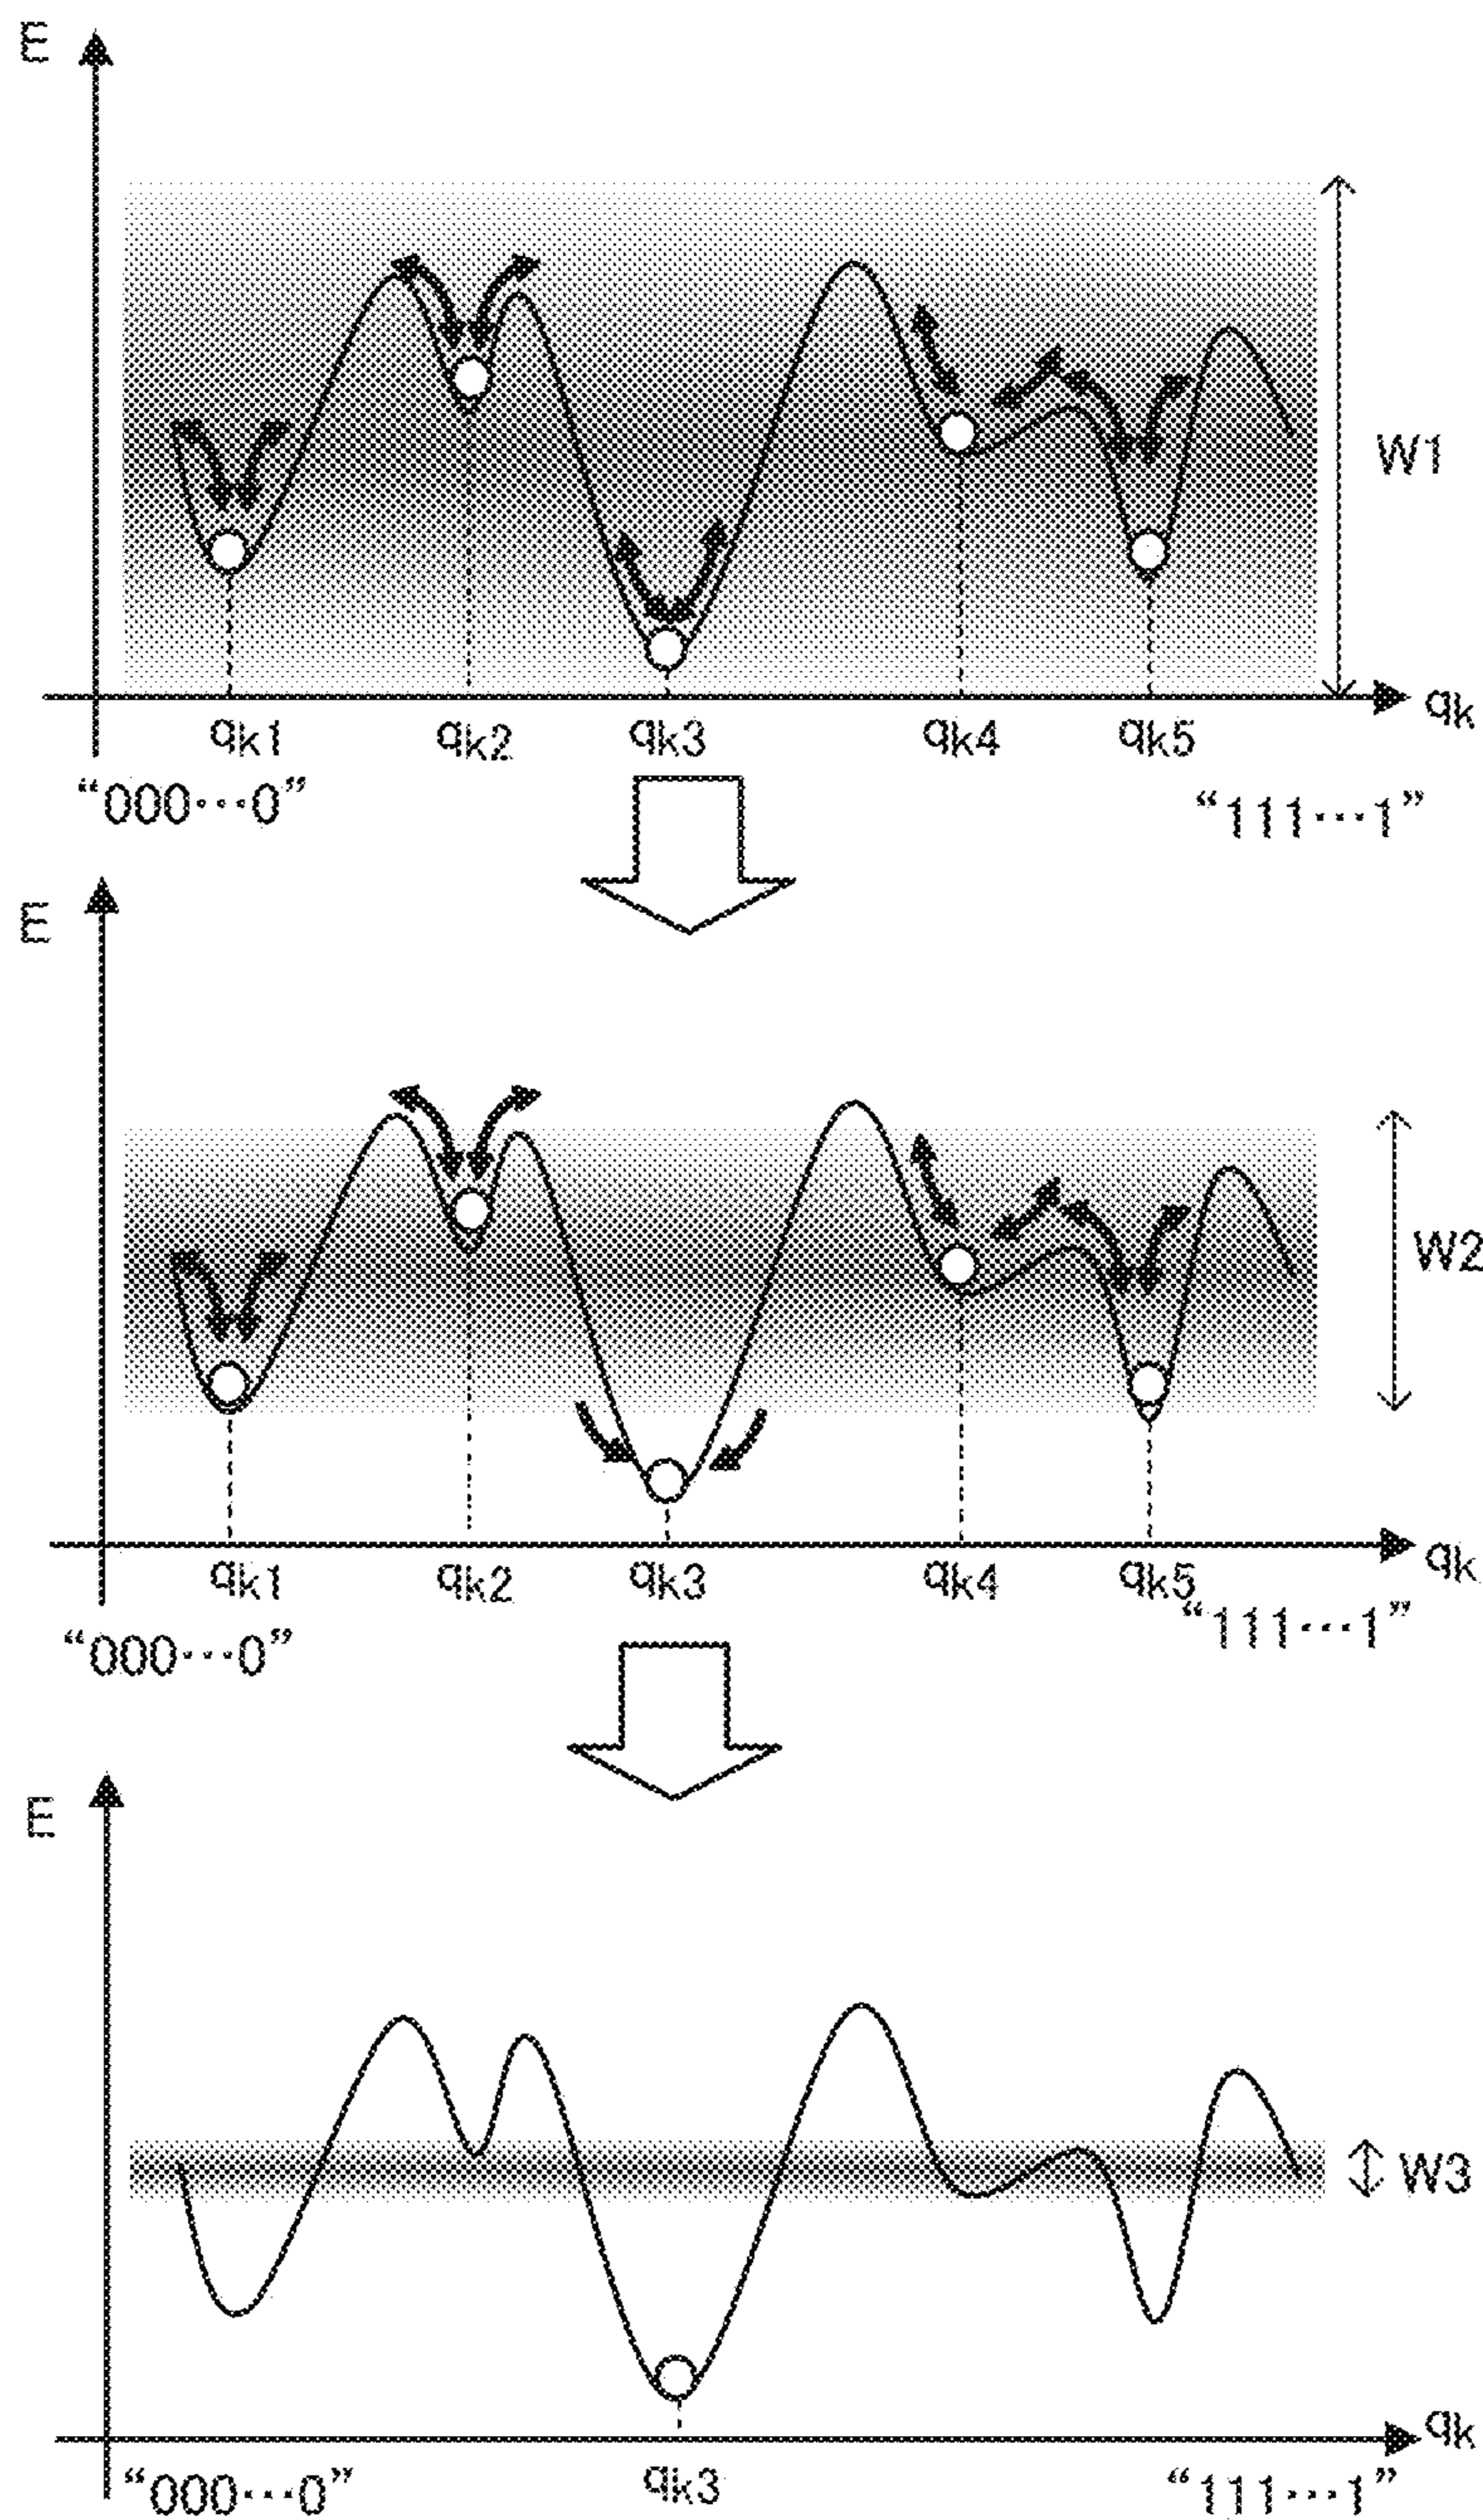 E
W1
qk1 qk2 qk3 qk4 qk5 qk
“000···0” “111···1”
E
W2
qk1 qk2 qk3 qk4 qk5 qk
“000···0” “111···1”
E
W3
qk
“000···0” qk3 “111···1”